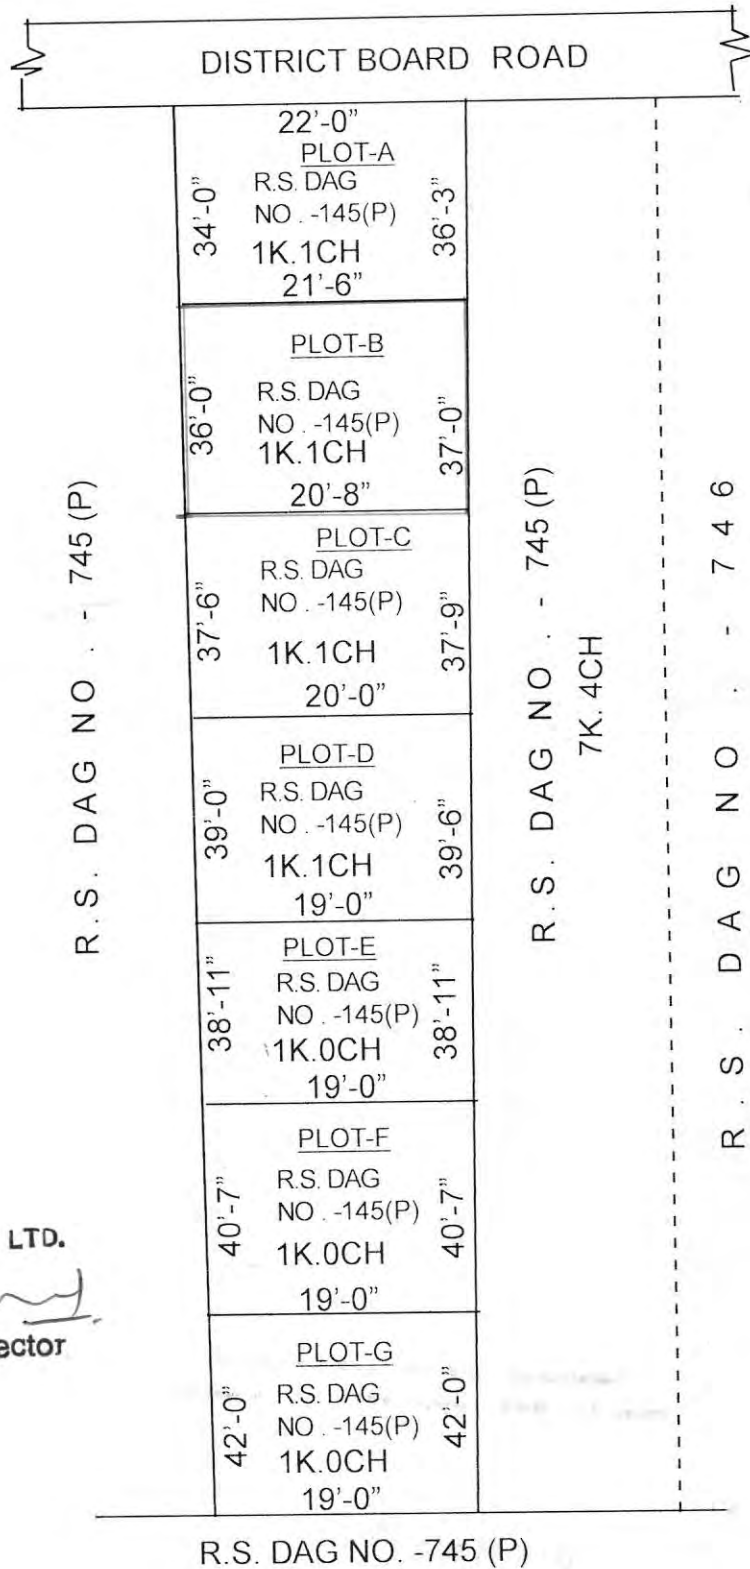 DISTRICT BOARD ROAD
22'-0"
PLOT-A
34'-0"
R.S. DAG
NO . -145(P)
36'-3"
1K.1CH
21'-6"
PLOT-B
36'-0"
R.S. DAG
NO . -145(P)
37'-0"
1K.1CH
20'-8"
PLOT-C
37'-6"
R.S. DAG
NO . -145(P)
37'-9"
1K.1CH
20'-0"
PLOT-D
39'-0"
R.S. DAG
NO . -145(P)
39'-6"
1K.1CH
19'-0"
PLOT-E
38'-11"
R.S. DAG
NO . -145(P)
38'-11"
1K.0CH
19'-0"
PLOT-F
40'-7"
R.S. DAG
NO . -145(P)
40'-7"
1K.0CH
19'-0"
PLOT-G
42'-0"
R.S. DAG
NO . -145(P)
42'-0"
1K.0CH
19'-0"
R.S. DAG NO . - 745 (P)
R.S. DAG NO . - 745 (P)
7K. 4CH
R.S. DAG NO . - 746
LTD.
ector
R.S. DAG NO. -745 (P)